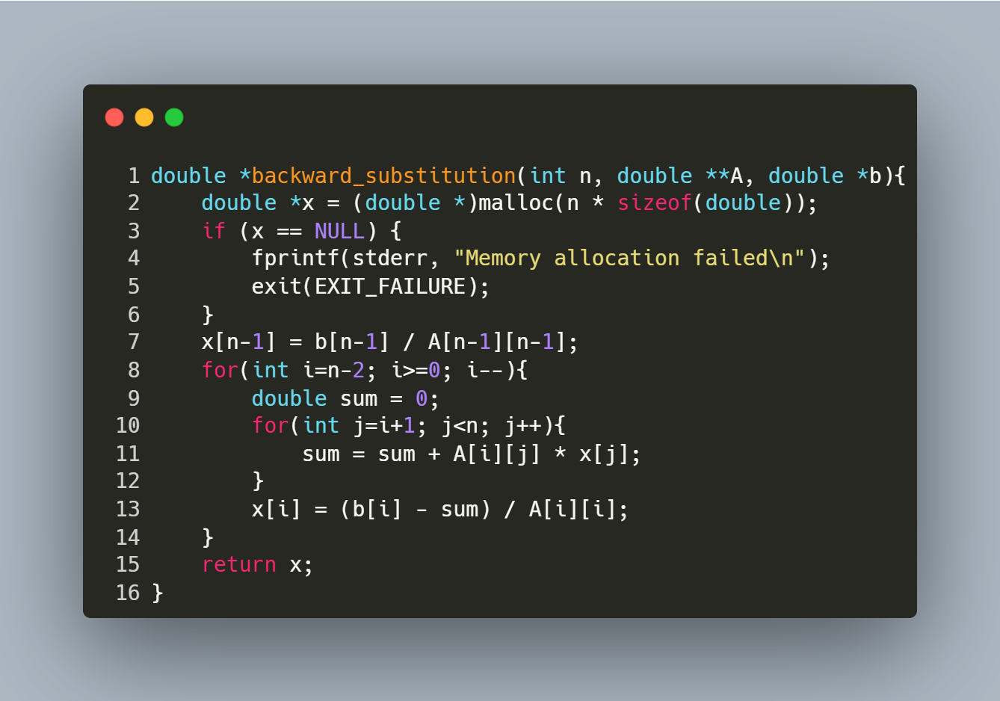 1 double *backward_substitution(int n, double **A, double *b){
2     double *x = (double *)malloc(n * sizeof(double));
3     if (x == NULL) {
4         fprintf(stderr, "Memory allocation failed\n");
5         exit(EXIT_FAILURE);
6     }
7     x[n-1] = b[n-1] / A[n-1][n-1];
8     for(int i=n-2; i>=0; i--){
9         double sum = 0;
10         for(int j=i+1; j<n; j++){
11             sum = sum + A[i][j] * x[j];
12         }
13         x[i] = (b[i] - sum) / A[i][i];
14     }
15     return x;
16 }